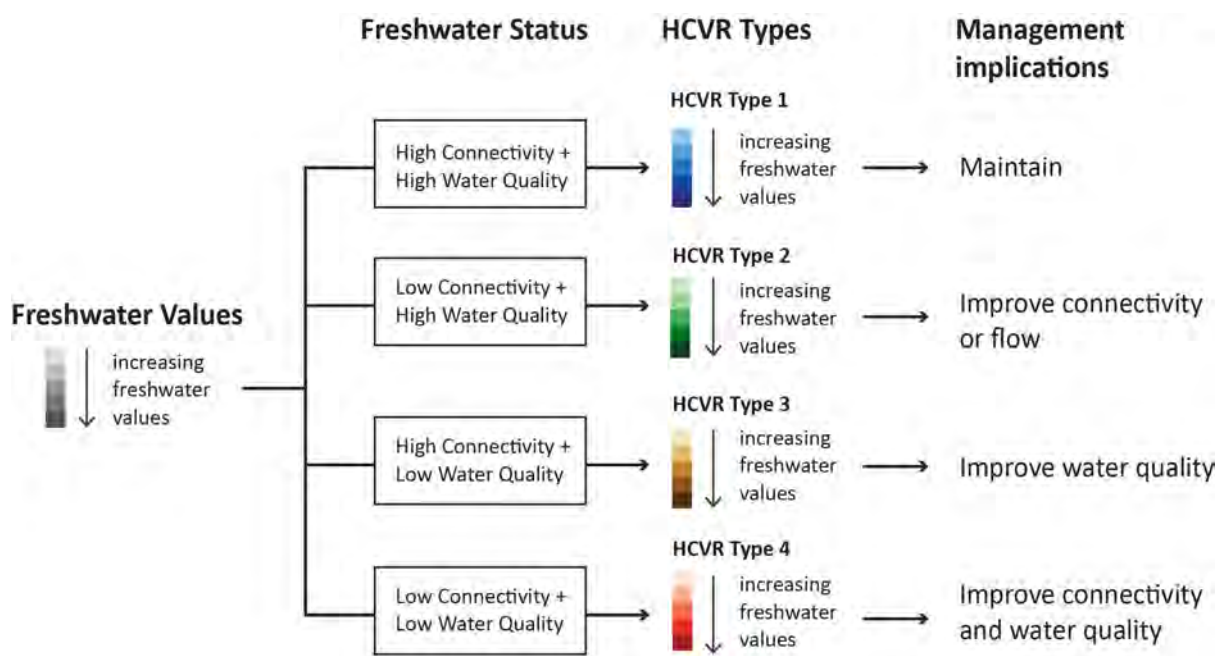 Freshwater Status
HCVR Types
Management
implications
HCVR Type 1
High Connectivity +
High Water Quality
increasing
freshwater
values
Maintain
HCVR Type 2
Low Connectivity +
High Water Quality
increasing
freshwater
values
Improve connectivity
or flow
Freshwater Values
increasing
freshwater
values
HCVR Type 3
High Connectivity +
Low Water Quality
increasing
freshwater
values
Improve water quality
HCVR Type 4
Low Connectivity +
Low Water Quality
increasing
freshwater
values
Improve connectivity
and water quality